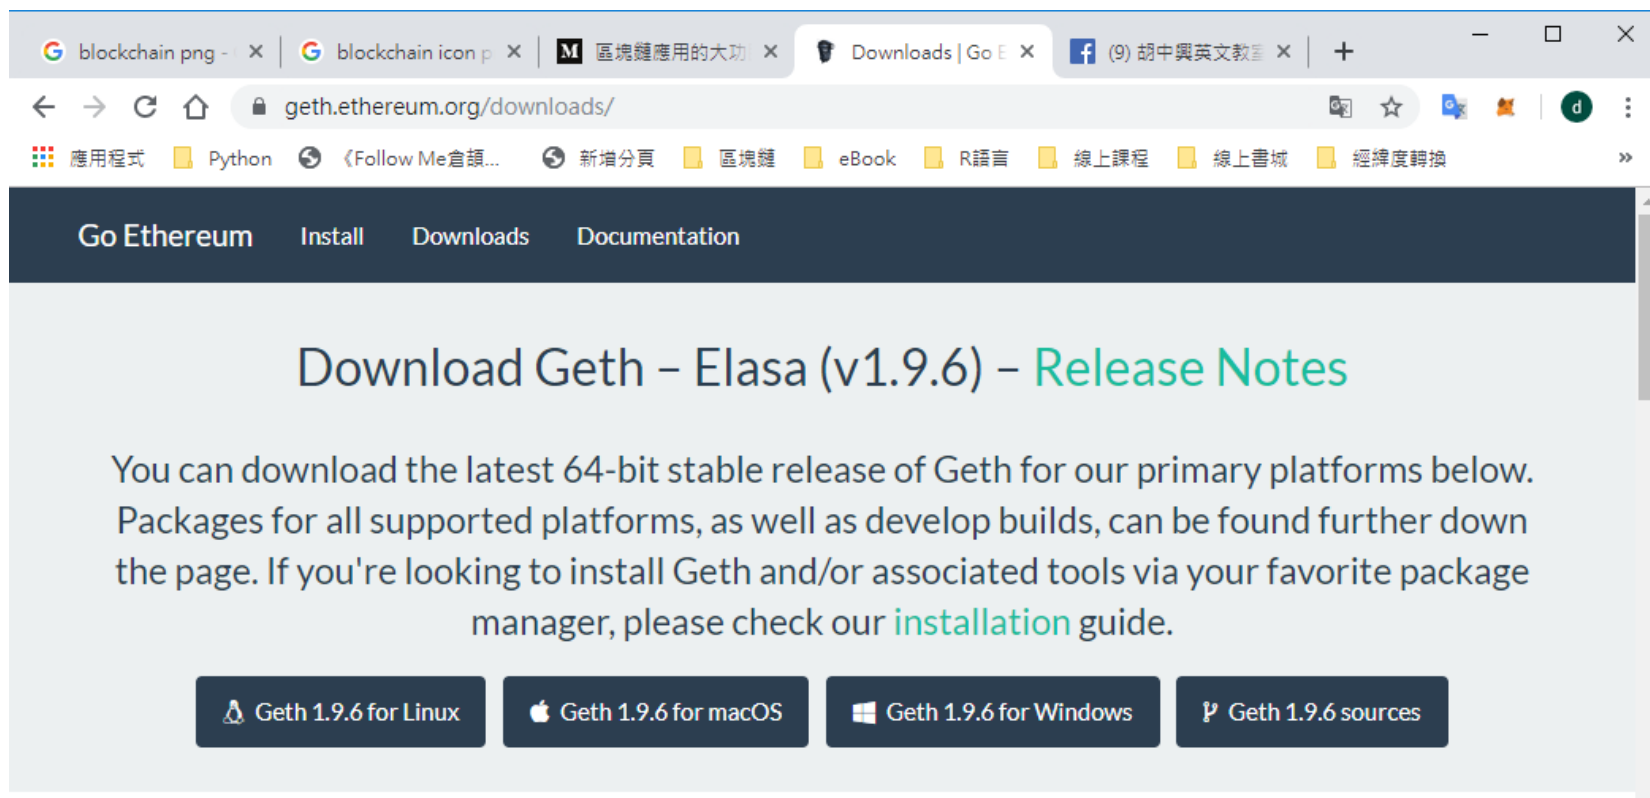 blockchain png -
blockchain icon p
區塊鏈應用的大功
Downloads | Go E
(9) 胡中興英文教室
geth.ethereum.org/downloads/
d
應用程式 Python 《Follow Me倉頡... 新增分頁 區塊鏈 eBook R語言 線上課程 線上書城 經緯度轉換 »
Go Ethereum Install Downloads Documentation
Download Geth – Elasa (v1.9.6) – Release Notes
You can download the latest 64-bit stable release of Geth for our primary platforms below.
Packages for all supported platforms, as well as develop builds, can be found further down
the page. If you're looking to install Geth and/or associated tools via your favorite package
manager, please check our installation guide.
Geth 1.9.6 for Linux
Geth 1.9.6 for macOS
Geth 1.9.6 for Windows
Geth 1.9.6 sources